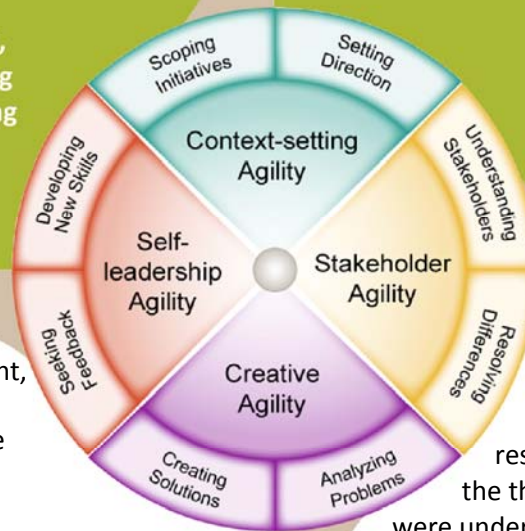 ,
g
g
Scoping
Initiatives
Setting
Direction
Context-setting
Agility
Developing
New Skills
Understanding
Stakeholders
Self-
leadership
Agility
Stakeholder
Agility
Seeking
Feedback
Resolving
Differences
Creative
Agility
Creating
Solutions
Analyzing
Problems
nt,
e
res
the th
were under